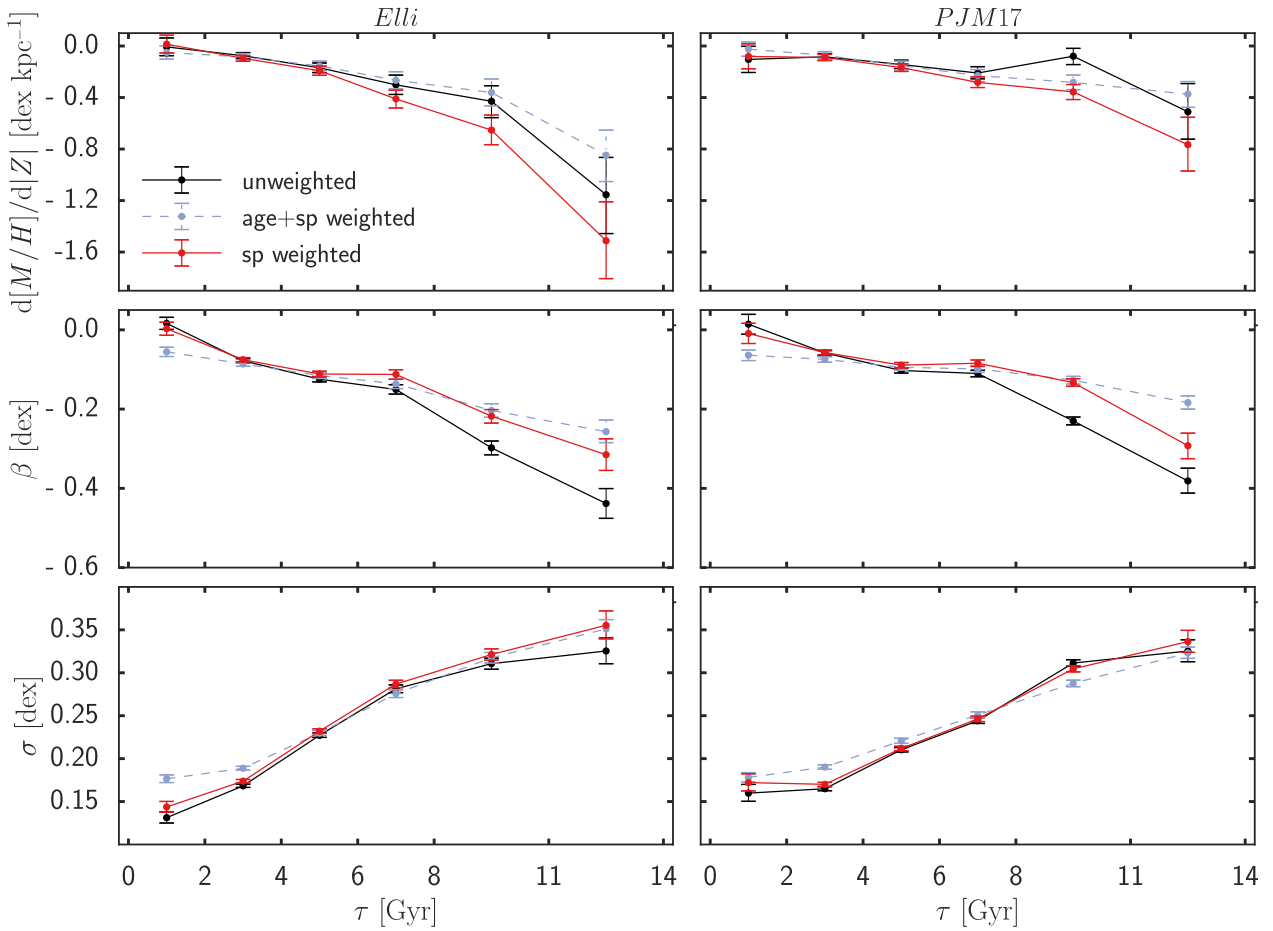 Elli
PJM17
0.0
- 0.4
- 0.8
- 1.2
-1.6
d[M/H]/d|Z| [dex kpc⁻¹]
unweighted
age+sp weighted
sp weighted
0.0
- 0.2
- 0.4
- 0.6
β [dex]
0.35
0.30
0.25
0.20
0.15
σ [dex]
0 2 4 6 8 11 14
0 2 4 6 8 11 14
τ [Gyr]
τ [Gyr]